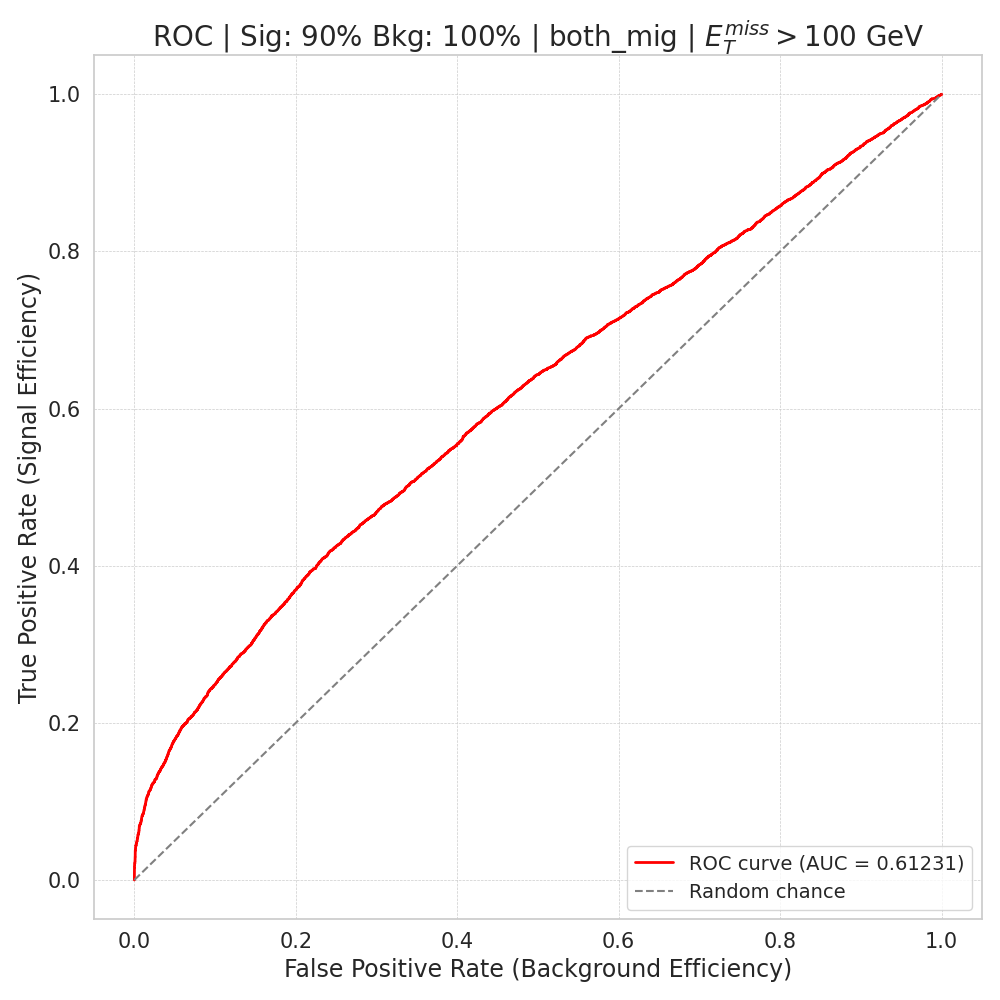 ROC | Sig: 90% Bkg: 100% | both_mig | $E_T^{miss} > 100$ GeV
1.0
0.8
0.6
0.4
0.2
0.0
True Positive Rate (Signal Efficiency)
ROC curve (AUC = 0.61231)
Random chance
0.0 0.2 0.4 0.6 0.8 1.0
False Positive Rate (Background Efficiency)